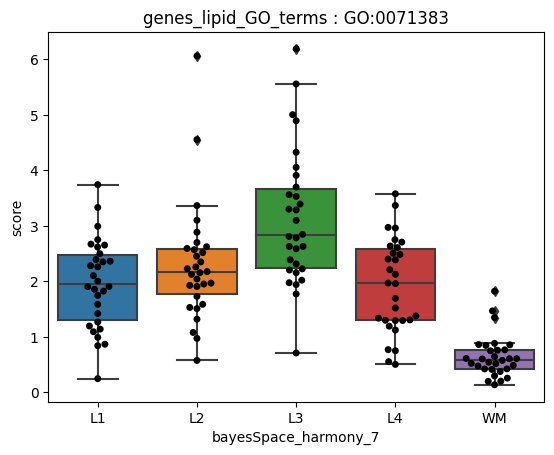 genes_lipid_GO_terms : GO:0071383
score
6
5
4
3
2
1
0
L1 L2 L3 L4 WM
bayesSpace_harmony_7